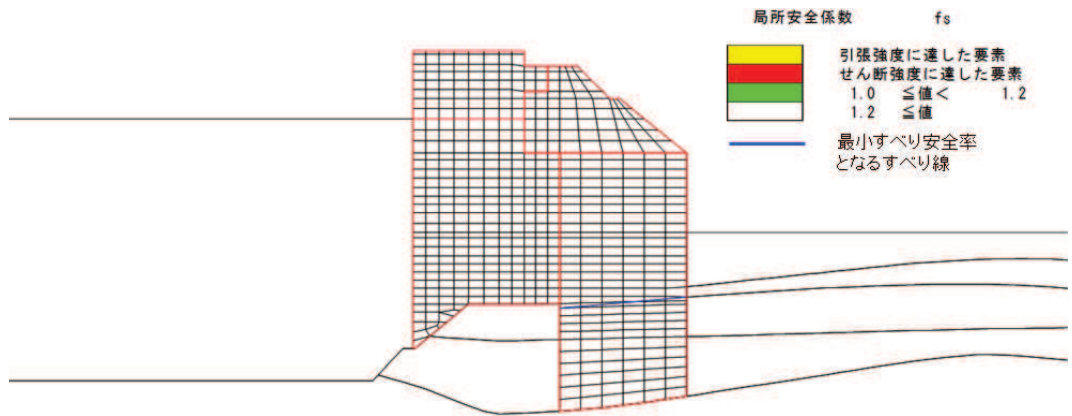 局所安全係数 fs
引張強度に達した要素
せん断強度に達した要素
1.0 ≦値< 1.2
1.2 ≦値
最小すべり安全率
となるすべり線